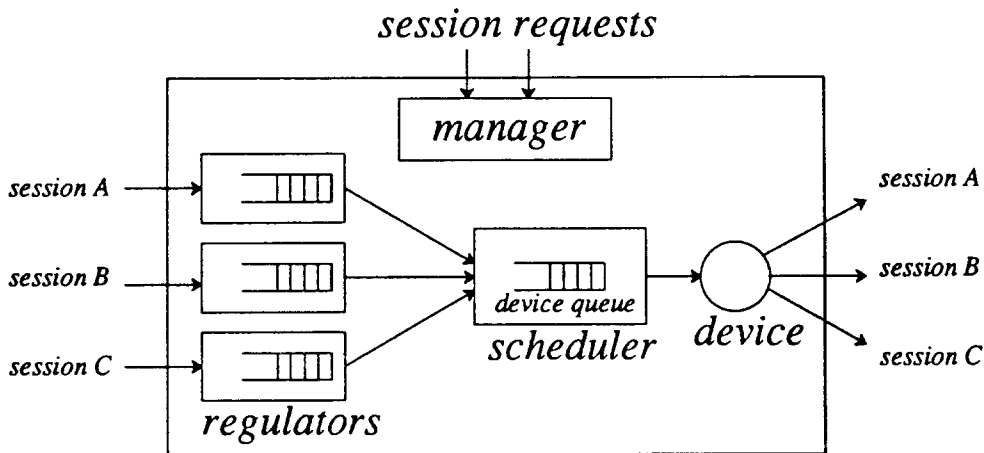 session requests
manager
session A
session B
session C
regulators
device queue
scheduler
device
session A
session B
session C